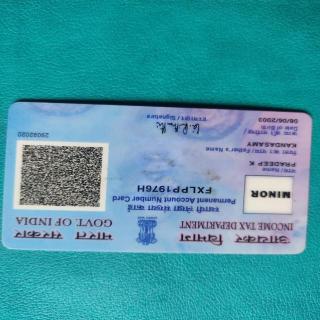 आयकर विभाग
INCOME TAX DEPARTMENT
भारत सरकार
GOVT. OF INDIA
स्थायी लेखा संख्या कार्ड
Permanent Account Number Card
FXLPP1976H
MINOR
नाम / Name
PRADEEP K
पिता का नाम / Father's Name
KANDASAMY
जन्म की तारीख /
Date of Birth
08/06/2003
हस्ताक्षर / Signature
29092020